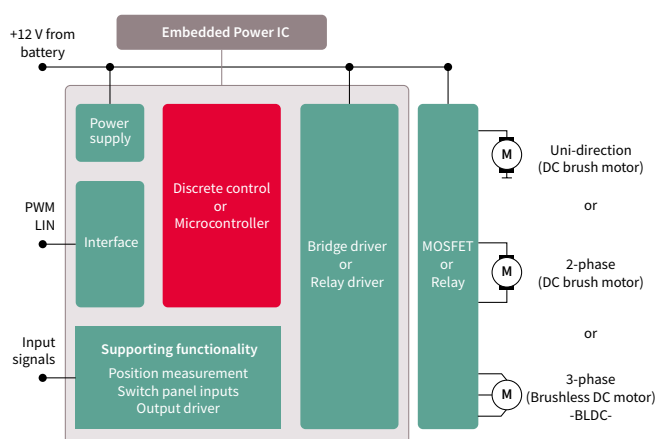 Embedded Power IC
+12 V from
battery
Power
supply
Discrete control
or
Microcontroller
PWM
LIN
Interface
Bridge driver
or
Relay driver
MOSFET
or
Relay
M
Uni-direction
(DC brush motor)
or
M
2-phase
(DC brush motor)
or
Input
signals
Supporting functionality
Position measurement
Switch panel inputs
Output driver
M
3-phase
(Brushless DC motor)
-BLDC-